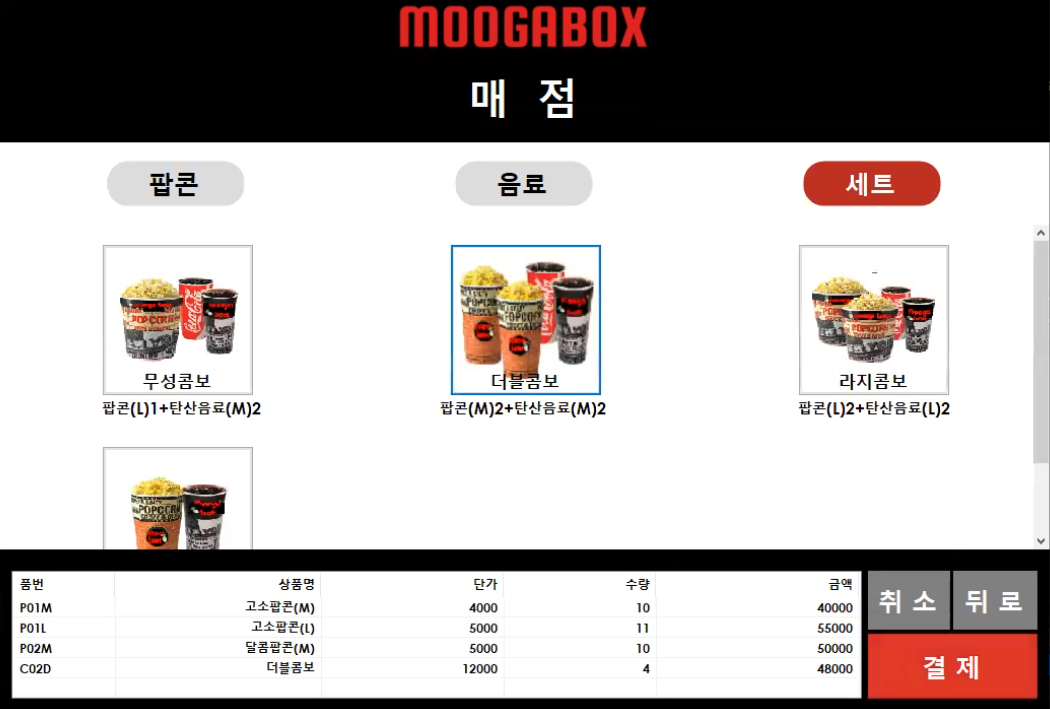 MOOGABOX
매 점
팝콘 음료 세트
무성콤보 더블콤보 라지콤보
팝콘(L)1+탄산음료(M)2 팝콘(M)2+탄산음료(M)2 팝콘(L)2+탄산음료(L)2
품번 상품명 단가 수량 금액
P01M 고소팝콘(M) 4000 10 40000
P01L 고소팝콘(L) 5000 11 55000
P02M 달콤팝콘(M) 5000 10 50000
C02D 더블콤보 12000 4 48000
취 소 뒤 로
결 제